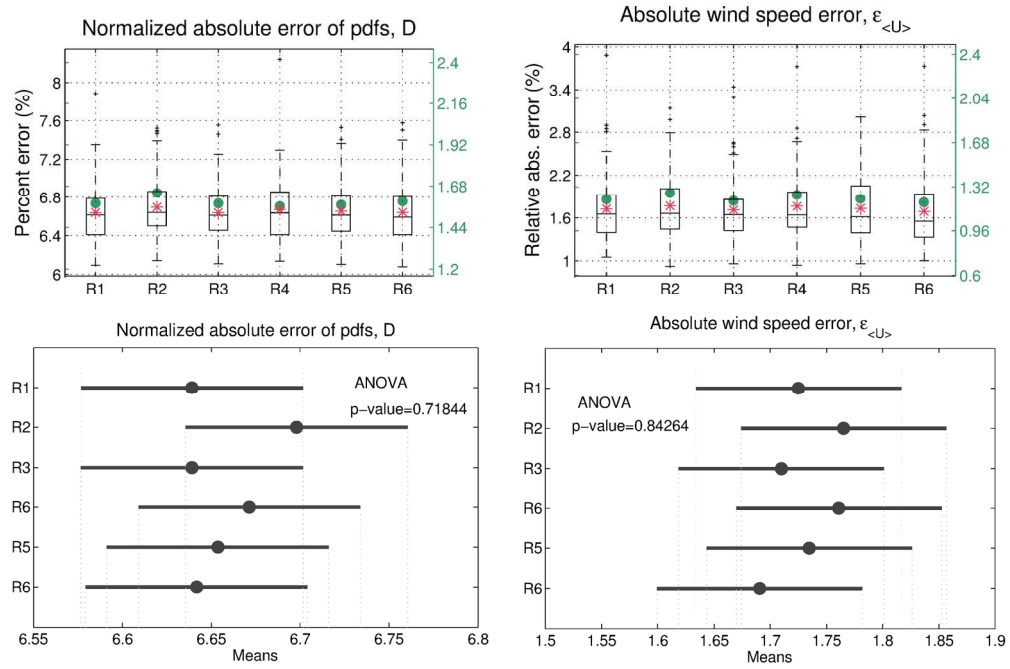 Normalized absolute error of pdfs, D
Percent error (%)
8
7.6
7.2
6.8
6.4
6
2.4
2.16
1.92
1.68
1.44
1.2
R1 R2 R3 R4 R5 R6
Absolute wind speed error, ε<U>
Relative abs. error (%)
4
3.4
2.8
2.2
1.6
1
2.4
2.04
1.68
1.32
0.96
0.6
R1 R2 R3 R4 R5 R6
Normalized absolute error of pdfs, D
R1
R2
R3
R6
R5
R6
ANOVA
p-value=0.71844
6.55 6.6 6.65 6.7 6.75 6.8
Means
Absolute wind speed error, ε<U>
R1
R2
R3
R6
R5
R6
ANOVA
p-value=0.84264
1.5 1.55 1.6 1.65 1.7 1.75 1.8 1.85 1.9
Means